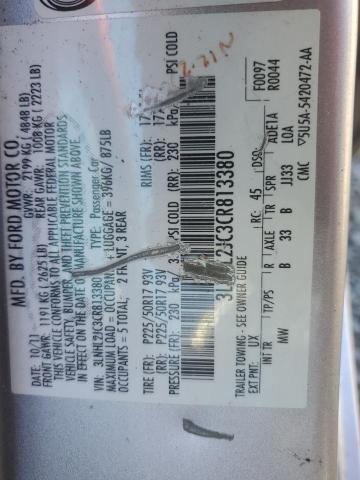 MFD. BY FORD MOTOR CO.
DATE: 10/11 GVWR: 2199 KG ( 4848 LB)
FRONT GAWR: KG (2625 LB) REAR GAWR: 1008 KG ( 2223 LB)
THIS VEHICLE CONFORMS TO ALL APPLICABLE FEDERAL MOTOR
VEHICLE SAFETY, BUMPER, AND THEFT PREVENTION STANDARDS
IN EFFECT ON THE DATE OF MANUFACTURE SHOWN ABOVE.
VIN: 3LNHL2JC3CR813380 TYPE: Passenger Car
MAXIMUM LOAD = OCCUPANTS + LUGGAGE = 396KG/ 875LB
OCCUPANTS = 5 TOTAL: 2 FRONT, 3 REAR
TIRE (FR): P225/50R17 93V RIMS (FR): 17
TIRE (RR): P225/50R17 93V (RR): 17
PRESSURE (FR): 230 kPa PSI COLD (RR): 230 kPa PSI COLD
TRAILER TOWING - SEE OWNER GUIDE
F0097
R0044
EXT PNT: UX RC: 45 DSO:
INT TR TP/PS R AXLE TR SPR
MW B 33 B JJ33 LOA
CMC 5U5A-5420472-AA